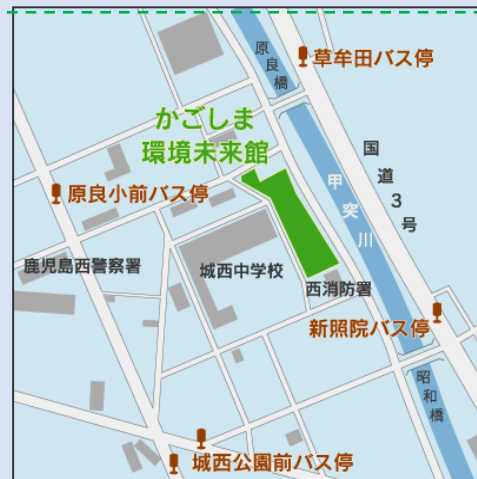 原良橋
草牟田バス停
かごしま
環境未来館
国道3号
甲突川
原良小前バス停
鹿児島西警察署
城西中学校
西消防署
新照院バス停
昭和橋
城西公園前バス停